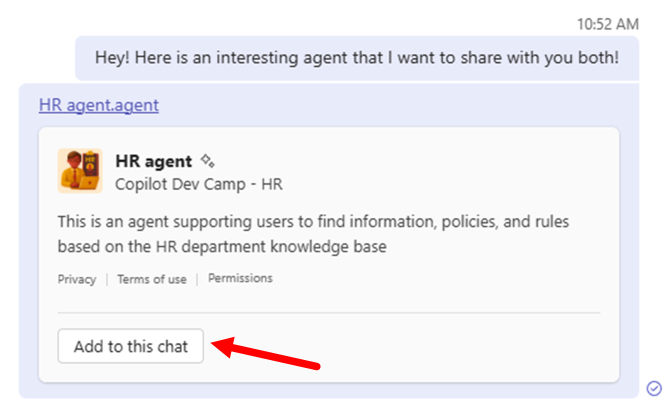 10:52 AM
Hey! Here is an interesting agent that I want to share with you both!
HR agent.agent
HR agent
Copilot Dev Camp - HR
This is an agent supporting users to find information, policies, and rules
based on the HR department knowledge base
Privacy | Terms of use | Permissions
Add to this chat